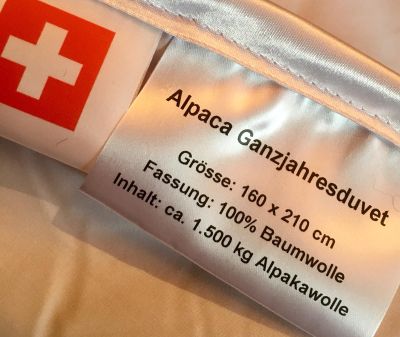 Alpaca Ganzjahresduvet
Grösse: 160 x 210 cm
Fassung: 100% Baumwolle
Inhalt: ca. 1.500 kg Alpakawolle